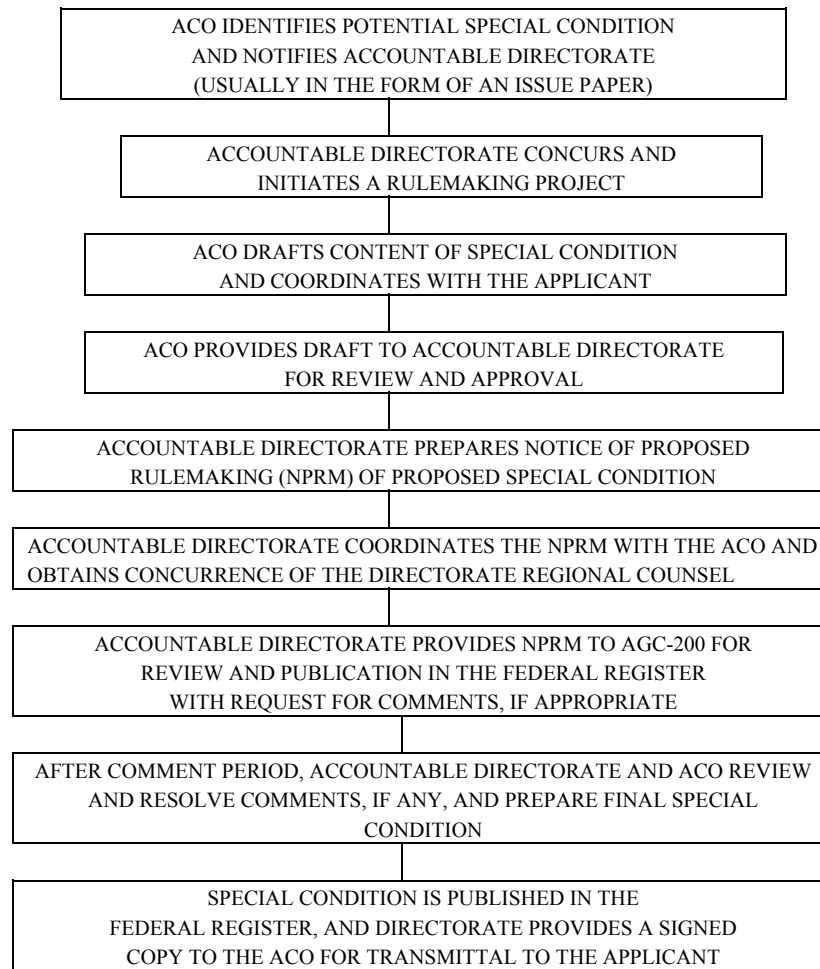 ACO IDENTIFIES POTENTIAL SPECIAL CONDITION
AND NOTIFIES ACCOUNTABLE DIRECTORATE
(USUALLY IN THE FORM OF AN ISSUE PAPER)
ACCOUNTABLE DIRECTORATE CONCURS AND
INITIATES A RULEMAKING PROJECT
ACO DRAFTS CONTENT OF SPECIAL CONDITION
AND COORDINATES WITH THE APPLICANT
ACO PROVIDES DRAFT TO ACCOUNTABLE DIRECTORATE
FOR REVIEW AND APPROVAL
ACCOUNTABLE DIRECTORATE PREPARES NOTICE OF PROPOSED
RULEMAKING (NPRM) OF PROPOSED SPECIAL CONDITION
ACCOUNTABLE DIRECTORATE COORDINATES THE NPRM WITH THE ACO AND
OBTAINS CONCURRENCE OF THE DIRECTORATE REGIONAL COUNSEL
ACCOUNTABLE DIRECTORATE PROVIDES NPRM TO AGC-200 FOR
REVIEW AND PUBLICATION IN THE FEDERAL REGISTER
WITH REQUEST FOR COMMENTS, IF APPROPRIATE
AFTER COMMENT PERIOD, ACCOUNTABLE DIRECTORATE AND ACO REVIEW
AND RESOLVE COMMENTS, IF ANY, AND PREPARE FINAL SPECIAL
CONDITION
SPECIAL CONDITION IS PUBLISHED IN THE
FEDERAL REGISTER, AND DIRECTORATE PROVIDES A SIGNED
COPY TO THE ACO FOR TRANSMITTAL TO THE APPLICANT